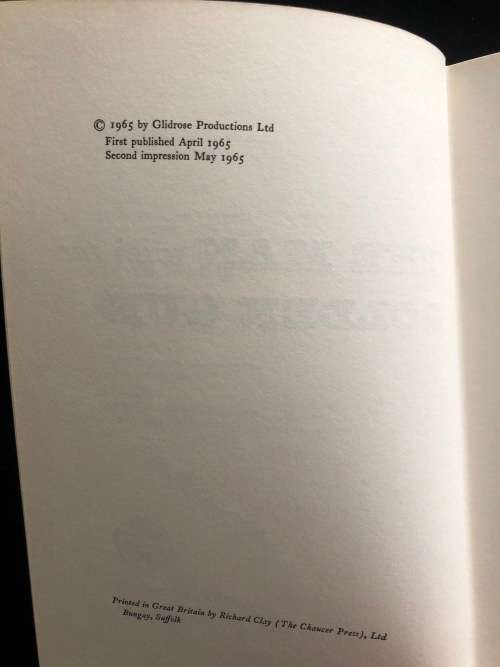 © 1965 by Glidrose Productions Ltd
First published April 1965
Second impression May 1965
Printed in Great Britain by Richard Clay (The Chaucer Press), Ltd
Bungay, Suffolk